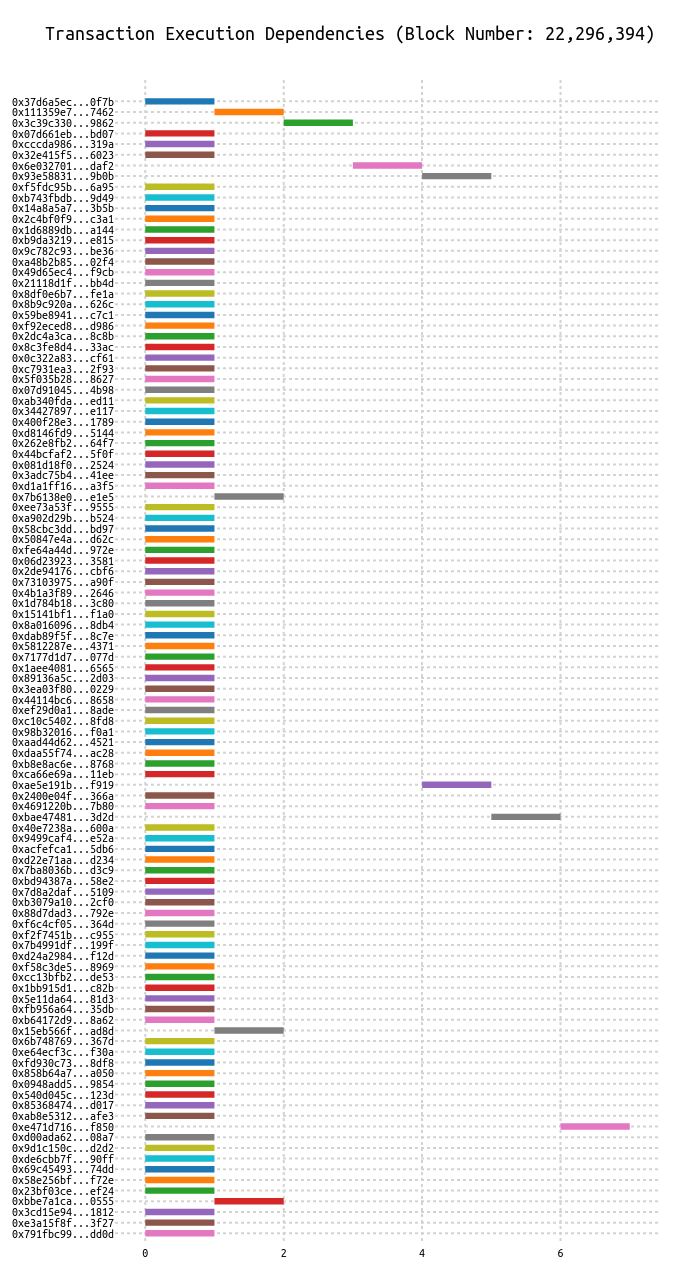 Transaction Execution Dependencies (Block Number: 22,296,394)
0x37d6a5ec...0f7b
0x111359e7...7462
0x3c39c330...9862
0x07d661eb...bd07
0xcccda986...319a
0x32e415f5...6023
0x6e032701...daf2
0x93e58831...9b0b
0xf5fdc95b...6a95
0xb743fbdb...9d49
0x14a8a5a7...3b5b
0x2c4bf0f9...c3a1
0x1d6889db...a144
0xb9da3219...e815
0x9c782c93...be36
0xa48b2b85...02f4
0x49d65ec4...f9cb
0x21118d1f...bb4d
0x8df0e6b7...fe1a
0x8b9c920a...626c
0x59be8941...c7c1
0xf92eced8...d986
0x2dc4a3ca...8c8b
0x8c3fe8d4...33ac
0x0c322a83...cf61
0xc7931ea3...2f93
0x5f035b28...8627
0x07d91045...4b98
0xab340fda...ed11
0x34427897...e117
0x400f28e3...1789
0xd8146fd9...5144
0x262e8fb2...64f7
0x44bcfaf2...5f0f
0x081d18f0...2524
0x3adc75b4...41ee
0xd1a1ff16...a3f5
0x7b6138e0...e1e5
0xee73a53f...9555
0xa902d29b...b524
0x58cbc3dd...bd97
0x50847e4a...d62c
0xfe64a44d...972e
0x06d23923...3581
0x2de94176...cbf6
0x73103975...a90f
0x4b1a3f89...2646
0x1d784b18...3c80
0x15141bf1...f1a0
0x8a016096...8db4
0xdab89f5f...8c7e
0x5812287e...4371
0x7177d1d7...077d
0x1aee4081...6565
0x89136a5c...2d03
0x3ea03f80...0229
0x44114bc6...8658
0xef29d0a1...8ade
0xc10c5402...8fd8
0x98b32016...f0a1
0xaad44d62...4521
0xdaa55f74...ac28
0xb8e8ac6e...8768
0xca66e69a...11eb
0xae5e191b...f919
0x2400e04f...366a
0x4691220b...7b80
0xbae47481...3d2d
0x40e7238a...600a
0x9499caf4...e52a
0xacfefca1...5db6
0xd22e71aa...d234
0x7ba8036b...d3c9
0xbd94387a...58e2
0x7d8a2daf...5109
0xb3079a10...2cf0
0x88d7dad3...792e
0xf6c4cf05...364d
0xf2f7451b...c955
0x7b4991df...199f
0xd24a2984...f12d
0xf58c3de5...8969
0xcc13bfb2...de53
0x1bb915d1...c82b
0x5e11da64...81d3
0xfb956a64...35db
0xb64172d9...8a62
0x15eb566f...ad8d
0x6b748769...367d
0xe64ecf3c...f30a
0xfd930c73...8df8
0x858b64a7...a050
0x0948add5...9854
0x540d045c...123d
0x85368474...d017
0xab8e5312...afe3
0xe471d716...f850
0xd00ada62...08a7
0x9d1c150c...d2d2
0xde6cbb7f...90ff
0x69c45493...74dd
0x58e256bf...f72e
0x23bf03ce...ef24
0xbbe7a1ca...0555
0x3cd15e94...1812
0xe3a15f8f...3f27
0x791fbc99...dd0d
0 2 4 6